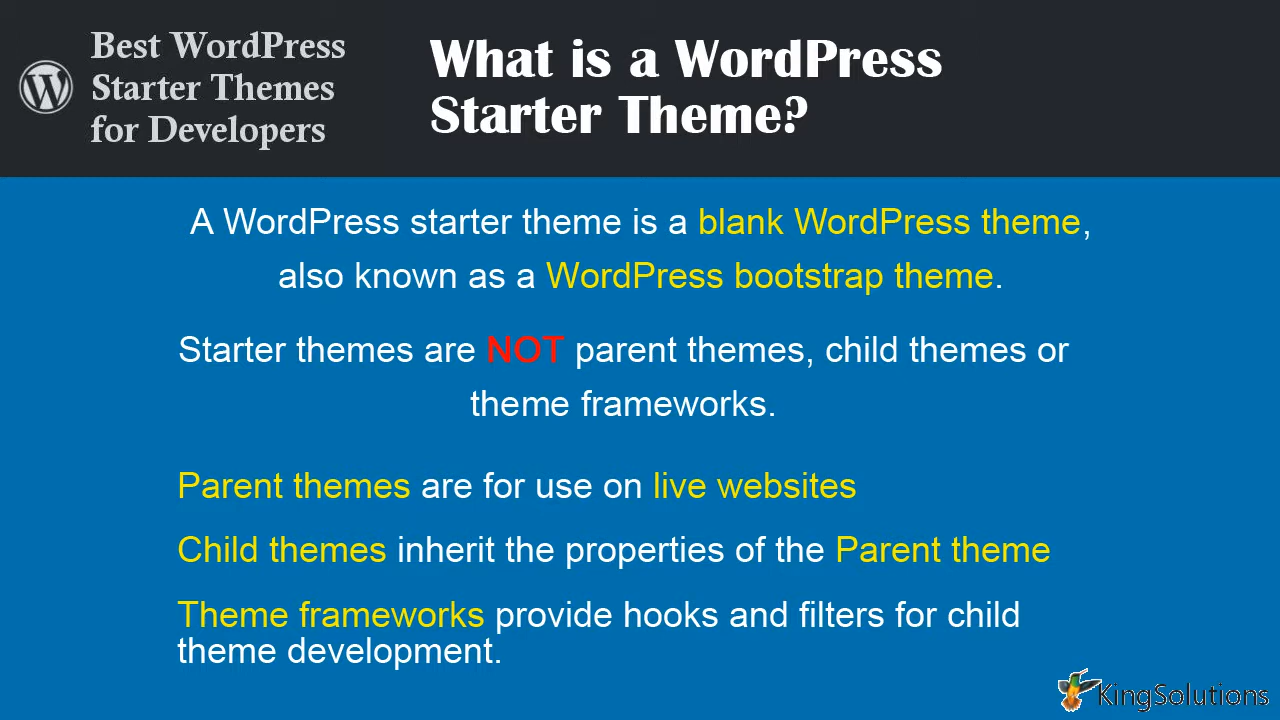 Best WordPress
Starter Themes
for Developers
What is a WordPress
Starter Theme?
A WordPress starter theme is a blank WordPress theme,
also known as a WordPress bootstrap theme.
Starter themes are NOT parent themes, child themes or
theme frameworks.
Parent themes are for use on live websites
Child themes inherit the properties of the Parent theme
Theme frameworks provide hooks and filters for child
theme development.
KingSolutions